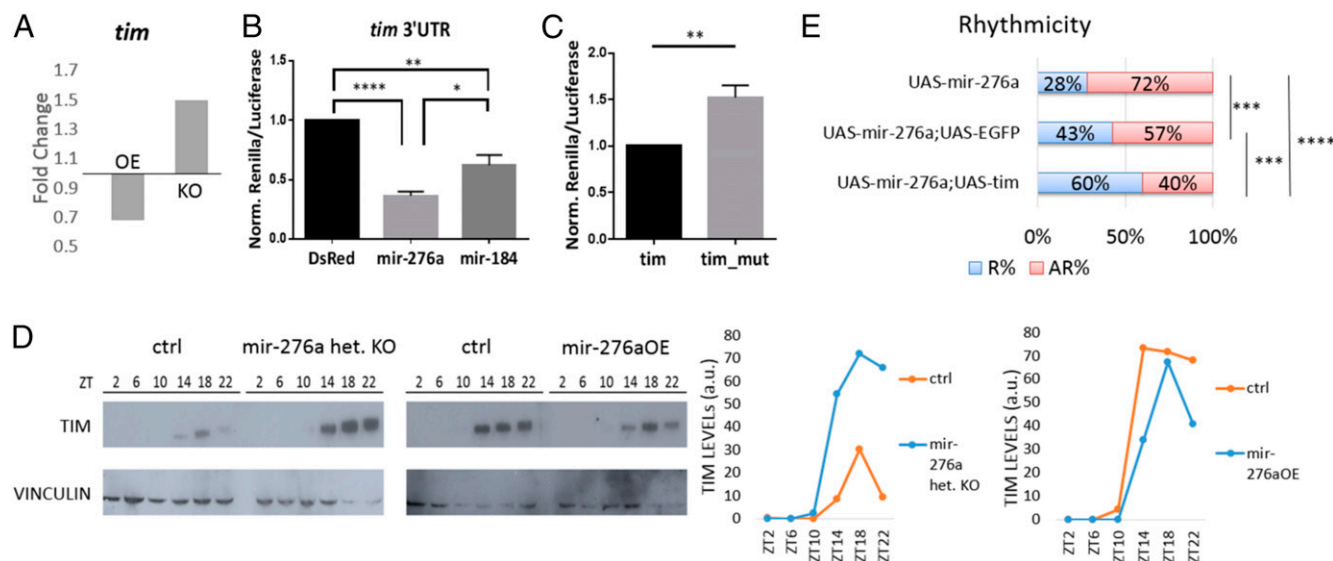 A
tim
Fold Change
1.7
1.5
1.3
1.1
0.9
0.7
0.5
OE
KO
B
tim 3'UTR
Norm. Renilla/Luciferase
1.5
1.0
0.5
0.0
**
****
*
DsRed mir-276a mir-184
C
Norm. Renilla/Luciferase
2.0
1.5
1.0
0.5
0.0
**
tim tim_mut
E
Rhythmicity
UAS-mir-276a 28% 72%
UAS-mir-276a;UAS-EGFP 43% 57%
UAS-mir-276a;UAS-tim 60% 40%
***
***
****
0% 50% 100%
R% AR%
D
ctrl mir-276a het. KO ctrl mir-276aOE
ZT 2 6 10 14 18 22 2 6 10 14 18 22 2 6 10 14 18 22 2 6 10 14 18 22
TIM
VINCULIN
TIM LEVELs (a.u.)
80
70
60
50
40
30
20
10
0
ZT2 ZT6 ZT10 ZT14 ZT18 ZT22
ctrl
mir-
276a
het. KO
TIM LEVELS (a.u.)
80
70
60
50
40
30
20
10
0
ZT2 ZT6 ZT10 ZT14 ZT18 ZT22
ctrl
mir-
276aOE